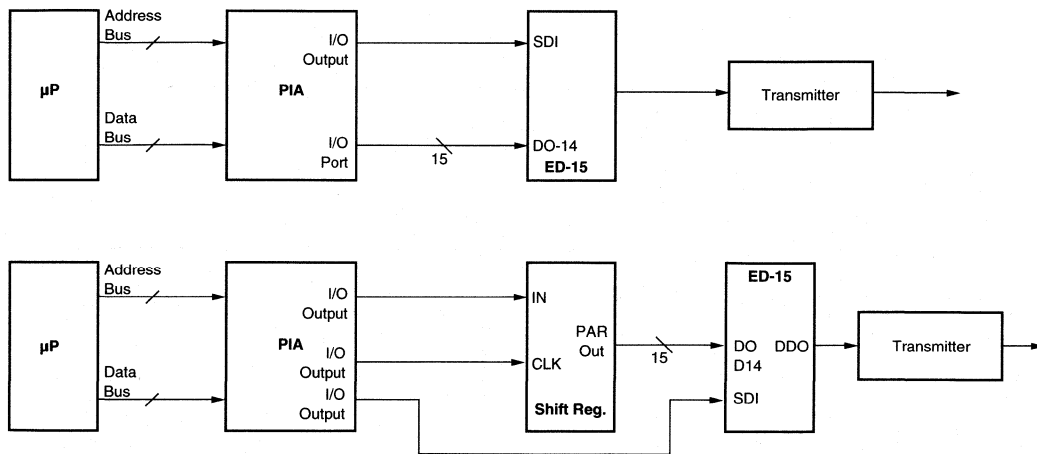 Address
Bus
µP
Data
Bus
I/O
Output
PIA
I/O
Port
15
SDI
DO-14
ED-15
Transmitter
Address
Bus
µP
Data
Bus
I/O
Output
PIA
I/O
Output
I/O
Output
IN
PAR
Out
CLK
Shift Reg.
15
ED-15
DO DDO
D14
SDI
Transmitter